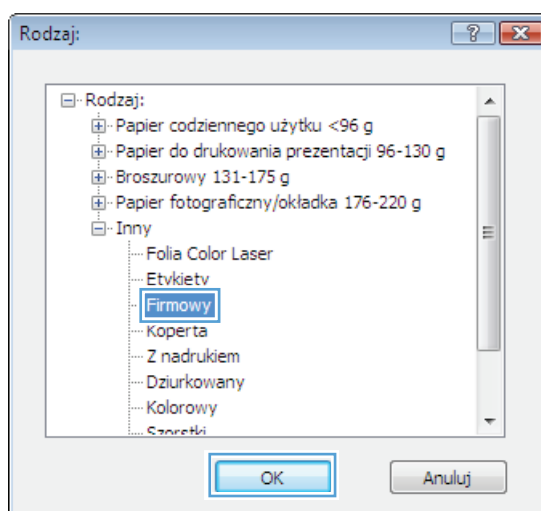 Rodzaj:
Rodzaj:
Papier codziennego użytku <96 g
Papier do drukowania prezentacji 96-130 g
Broszurowy 131-175 g
Papier fotograficzny/okładka 176-220 g
Inny
Folia Color Laser
Etykiety
Firmowy
Koperta
Z nadrukiem
Dziurkowany
Kolorowy
Szorstki
OK Anuluj